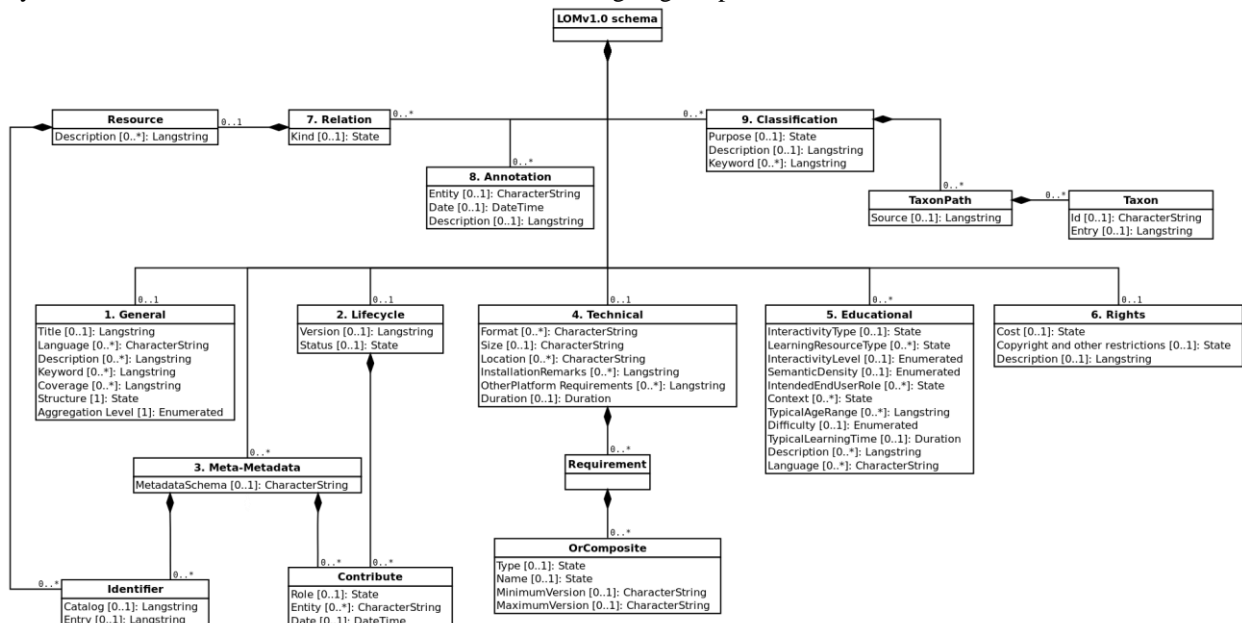 LOMv1.0 schema
Resource
Description [0..*]: Langstring
0..1
7. Relation
Kind [0..1]: State
0..*
0..*
9. Classification
Purpose [0..1]: State
Description [0..1]: Langstring
Keyword [0..*]: Langstring
0..*
8. Annotation
Entity [0..1]: CharacterString
Date [0..1]: DateTime
Description [0..1]: Langstring
0..*
TaxonPath
Source [0..1]: Langstring
0..*
Taxon
Id [0..1]: CharacterString
Entry [0..1]: Langstring
0..1
1. General
Title [0..1]: Langstring
Language [0..*]: CharacterString
Description [0..*]: Langstring
Keyword [0..*]: Langstring
Coverage [0..*]: Langstring
Structure [1]: State
Aggregation Level [1]: Enumerated
0..1
2. Lifecycle
Version [0..1]: Langstring
Status [0..1]: State
0..1
4. Technical
Format [0..*]: CharacterString
Size [0..1]: CharacterString
Location [0..*]: CharacterString
InstallationRemarks [0..*]: Langstring
OtherPlatform Requirements [0..*]: Langstring
Duration [0..1]: Duration
0..*
5. Educational
InteractivityType [0..1]: State
LearningResourceType [0..*]: State
InteractivityLevel [0..1]: Enumerated
SemanticDensity [0..1]: Enumerated
IntendedEndUserRole [0..*]: State
Context [0..*]: State
TypicalAgeRange [0..*]: Langstring
Difficulty [0..1]: Enumerated
TypicalLearningTime [0..1]: Duration
Description [0..*]: Langstring
Language [0..*]: CharacterString
0..1
6. Rights
Cost [0..1]: State
Copyright and other restrictions [0..1]: State
Description [0..1]: Langstring
0..*
3. Meta-Metadata
MetadataSchema [0..1]: CharacterString
0..*
Requirement
0..*
OrComposite
Type [0..1]: State
Name [0..1]: State
MinimumVersion [0..1]: CharacterString
MaximumVersion [0..1]: CharacterString
0..*
0..*
Identifier
Catalog [0..1]: Langstring
Entry [0..1]: Langstring
0..*
0..*
Contribute
Role [0..1]: State
Entity [0..*]: CharacterString
Date [0..1]: DateTime